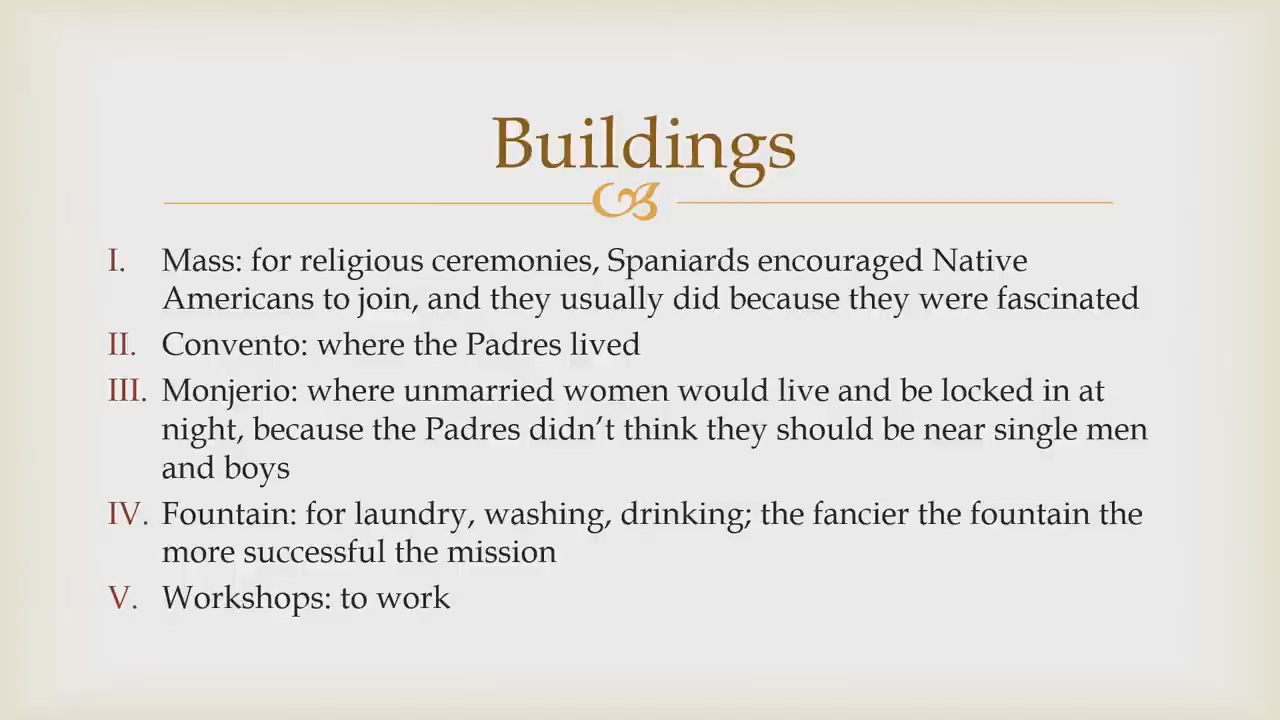 Buildings
I. Mass: for religious ceremonies, Spaniards encouraged Native
Americans to join, and they usually did because they were fascinated
II. Convento: where the Padres lived
III. Monjerio: where unmarried women would live and be locked in at
night, because the Padres didn’t think they should be near single men
and boys
IV. Fountain: for laundry, washing, drinking; the fancier the fountain the
more successful the mission
V. Workshops: to work